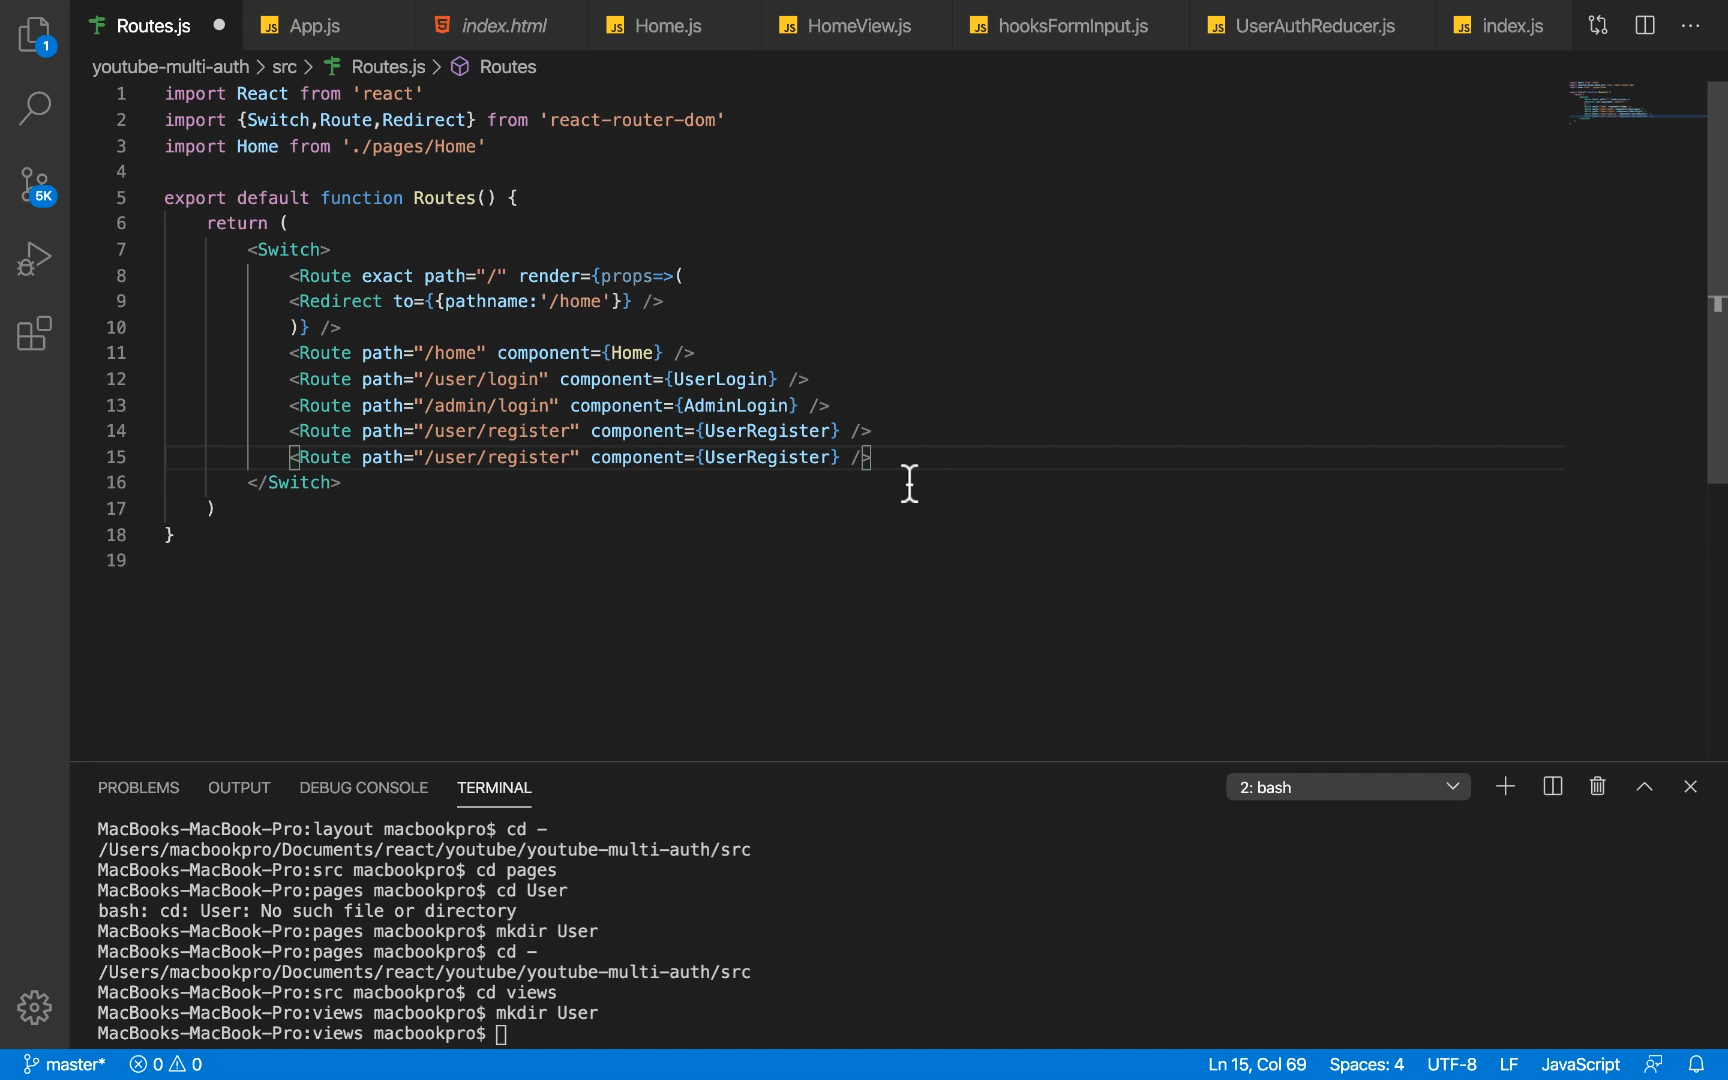 1
5K
Routes.js
App.js
index.html
Home.js
HomeView.js
hooksFormInput.js
UserAuthReducer.js
index.js
youtube-multi-auth > src > Routes.js > Routes
1 import React from 'react'
2 import {Switch,Route,Redirect} from 'react-router-dom'
3 import Home from './pages/Home'
4
5 export default function Routes() {
6 return (
7 <Switch>
8 <Route exact path="/" render={props=>(
9 <Redirect to={{pathname:'/home'}} />
10 )} />
11 <Route path="/home" component={Home} />
12 <Route path="/user/login" component={UserLogin} />
13 <Route path="/admin/login" component={AdminLogin} />
14 <Route path="/user/register" component={UserRegister} />
15 <Route path="/user/register" component={UserRegister} />
16 </Switch>
17 )
18 }
19
PROBLEMS OUTPUT DEBUG CONSOLE TERMINAL
2: bash
MacBooks-MacBook-Pro:layout macbookpro$ cd -
/Users/macbookpro/Documents/react/youtube/youtube-multi-auth/src
MacBooks-MacBook-Pro:src macbookpro$ cd pages
MacBooks-MacBook-Pro:pages macbookpro$ cd User
bash: cd: User: No such file or directory
MacBooks-MacBook-Pro:pages macbookpro$ mkdir User
MacBooks-MacBook-Pro:pages macbookpro$ cd -
/Users/macbookpro/Documents/react/youtube/youtube-multi-auth/src
MacBooks-MacBook-Pro:src macbookpro$ cd views
MacBooks-MacBook-Pro:views macbookpro$ mkdir User
MacBooks-MacBook-Pro:views macbookpro$
master* 0 0 Ln 15, Col 69 Spaces: 4 UTF-8 LF JavaScript